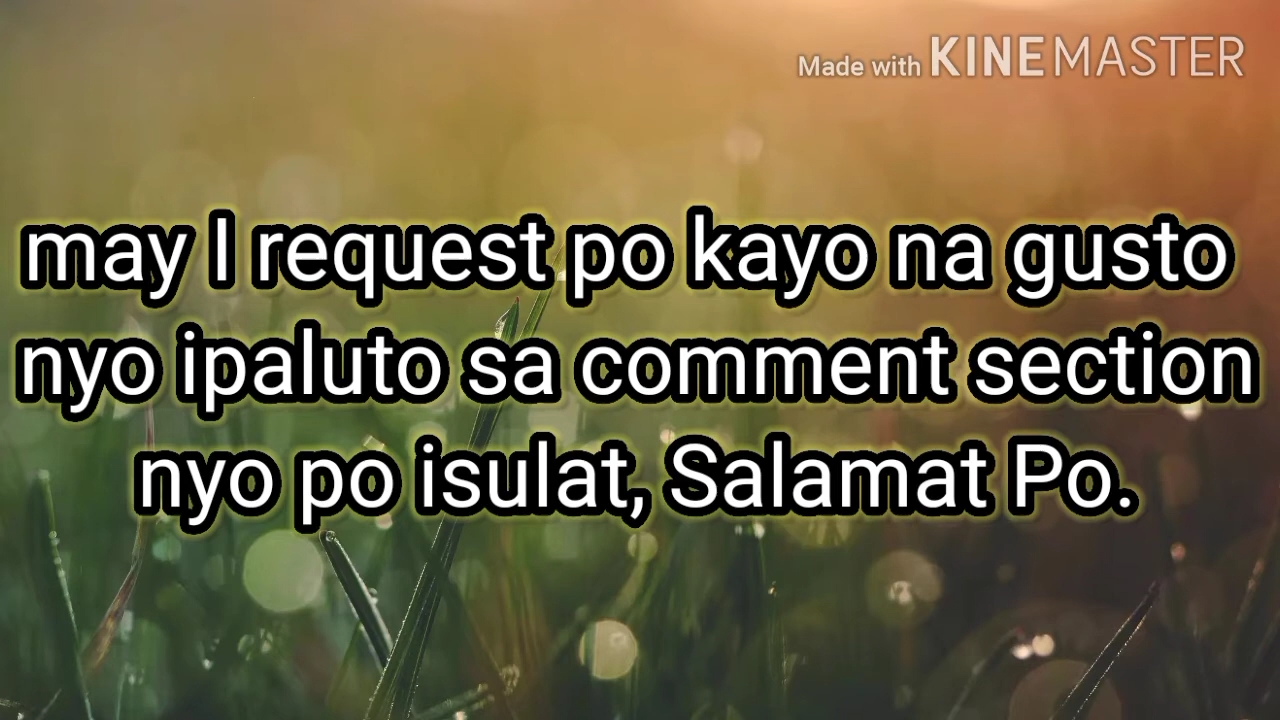 Made with KINEMASTER
may I request po kayo na gusto
nyo ipaluto sa comment section
nyo po isulat, Salamat Po.